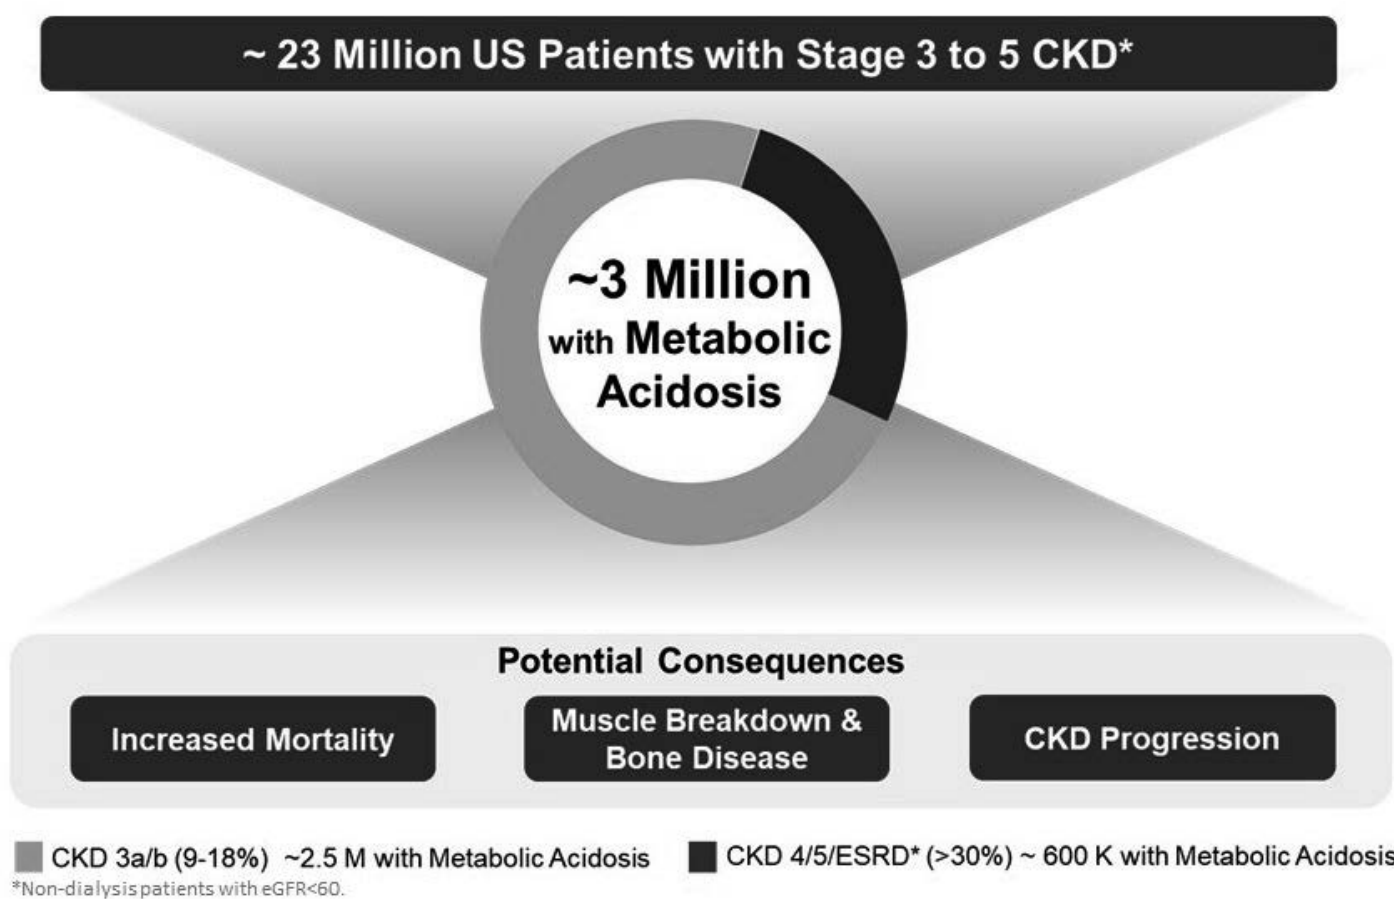 ~ 23 Million US Patients with Stage 3 to 5 CKD*
~3 Million
with Metabolic
Acidosis
Potential Consequences
Increased Mortality
Muscle Breakdown &
Bone Disease
CKD Progression
CKD 3a/b (9-18%) ~2.5 M with Metabolic Acidosis
CKD 4/5/ESRD* (>30%) ~ 600 K with Metabolic Acidosis
*Non-dialysis patients with eGFR<60.